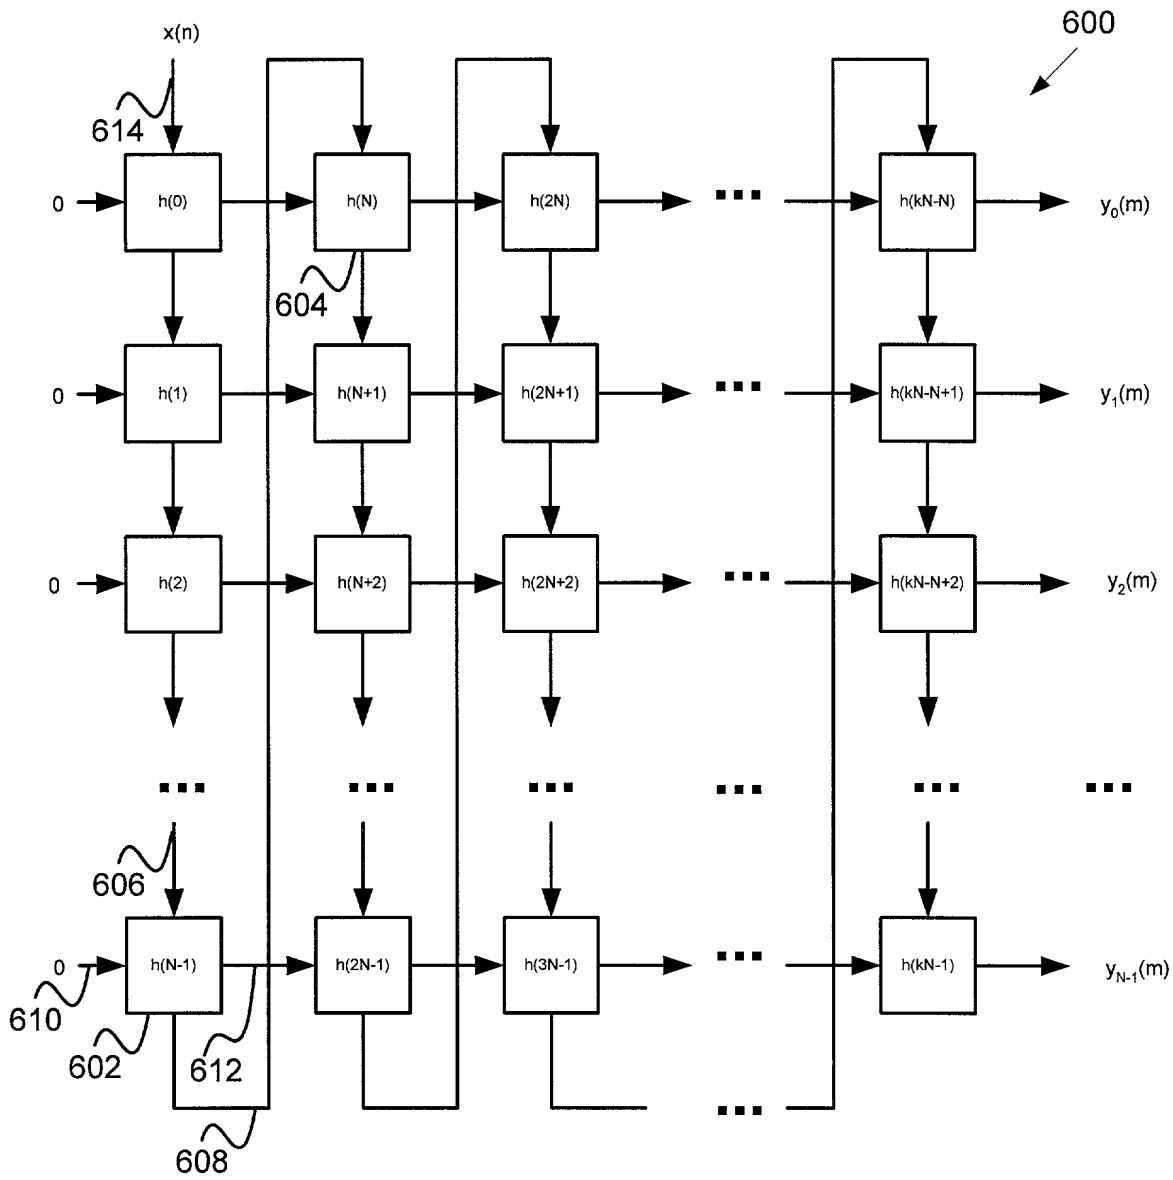 x(n)
600
614
0
h(0)
h(N)
h(2N)
...
h(kN-N)
y0(m)
604
0
h(1)
h(N+1)
h(2N+1)
...
h(kN-N+1)
y1(m)
0
h(2)
h(N+2)
h(2N+2)
...
h(kN-N+2)
y2(m)
... ... ... ... ... ...
606
0
h(N-1)
h(2N-1)
h(3N-1)
...
h(kN-1)
yN-1(m)
610
602
612
...
608